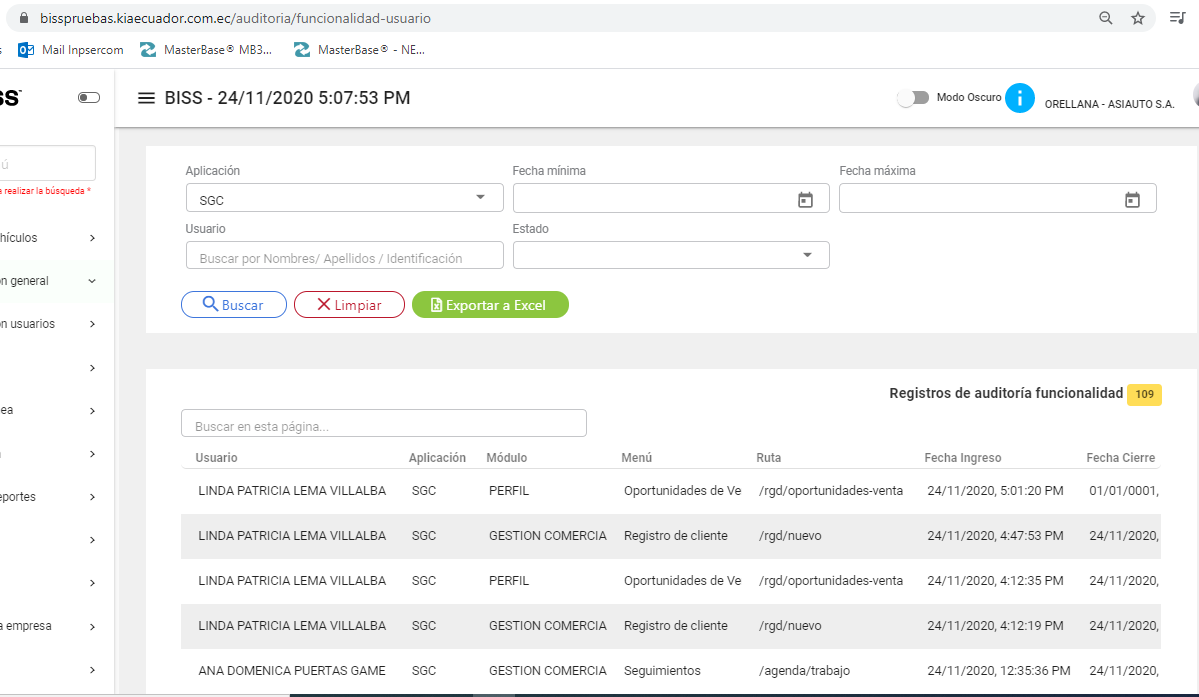 bisspruebas.kiaecuador.com.ec/auditoria/funcionalidad-usuario
s Mail Inpsercom MasterBase® MB3... MasterBase® - NE...
SS BISS - 24/11/2020 5:07:53 PM Modo Oscuro i ORELLANA - ASIAUTO S.A.
ú
a realizar la búsqueda *
hículos
n general
n usuarios
ea
eportes
a empresa
Aplicación Fecha mínima Fecha máxima
SGC
Usuario Estado
Buscar por Nombres/ Apellidos / Identificación
Buscar Limpiar Exportar a Excel
Registros de auditoría funcionalidad 109
Buscar en esta página...
Usuario Aplicación Módulo Menú Ruta Fecha Ingreso Fecha Cierre
LINDA PATRICIA LEMA VILLALBA SGC PERFIL Oportunidades de Ve /rgd/oportunidades-venta 24/11/2020, 5:01:20 PM 01/01/0001,
LINDA PATRICIA LEMA VILLALBA SGC GESTION COMERCIA Registro de cliente /rgd/nuevo 24/11/2020, 4:47:53 PM 24/11/2020,
LINDA PATRICIA LEMA VILLALBA SGC PERFIL Oportunidades de Ve /rgd/oportunidades-venta 24/11/2020, 4:12:35 PM 24/11/2020,
LINDA PATRICIA LEMA VILLALBA SGC GESTION COMERCIA Registro de cliente /rgd/nuevo 24/11/2020, 4:12:19 PM 24/11/2020,
ANA DOMENICA PUERTAS GAME SGC GESTION COMERCIA Seguimientos /agenda/trabajo 24/11/2020, 12:35:36 PM 24/11/2020,